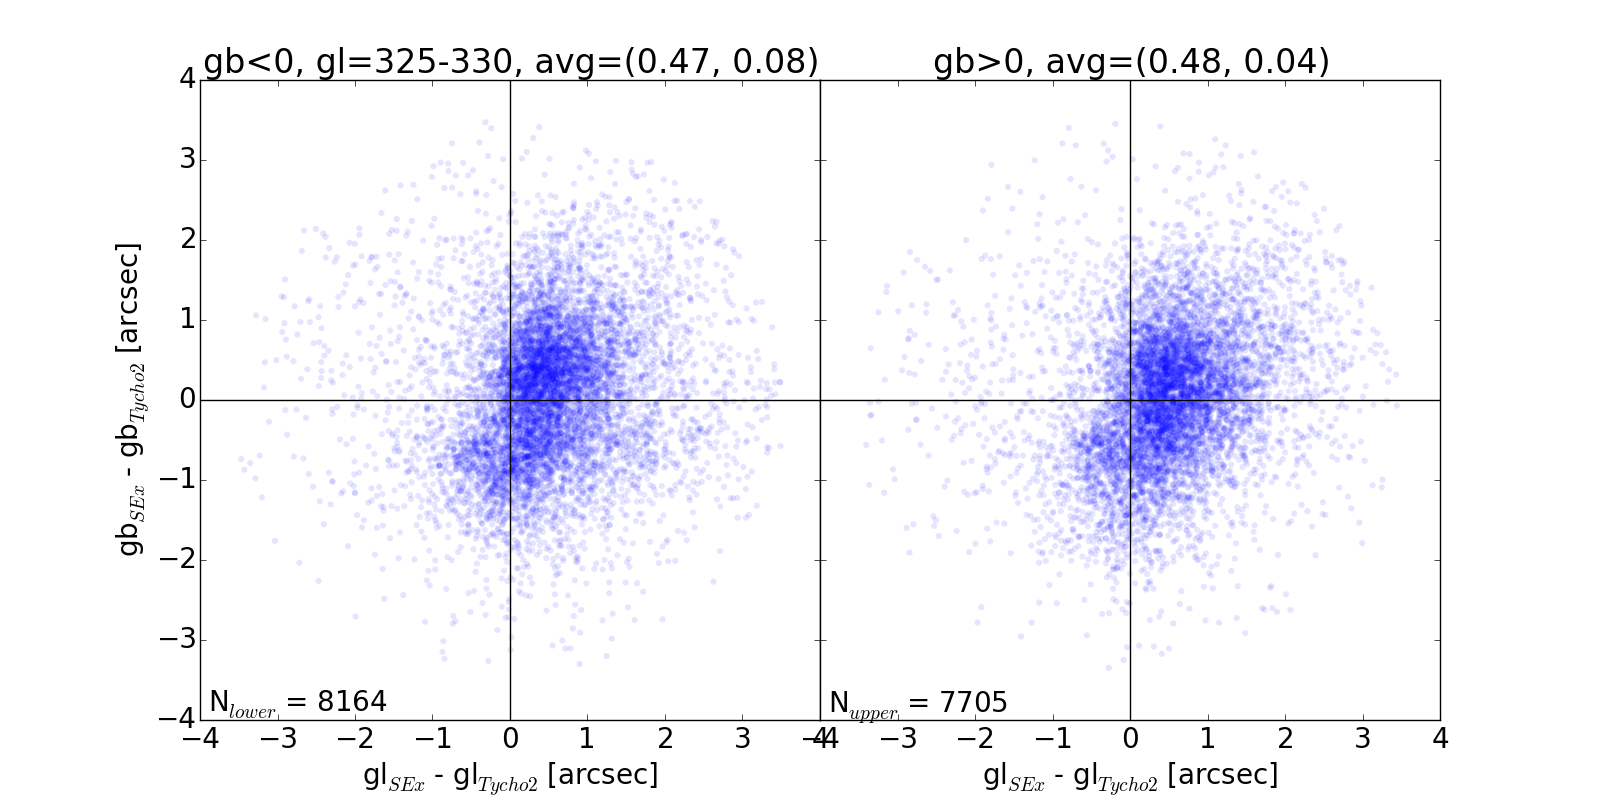 gb<0, gl=325-330, avg=(0.47, 0.08)
gb>0, avg=(0.48, 0.04)
4
3
2
1
0
−1
−2
−3
−4
gb_SEx - gb_Tycho2 [arcsec]
N_lower = 8164
N_upper = 7705
−4 −3 −2 −1 0 1 2 3 4
−4 −3 −2 −1 0 1 2 3 4
gl_SEx - gl_Tycho2 [arcsec]
gl_SEx - gl_Tycho2 [arcsec]